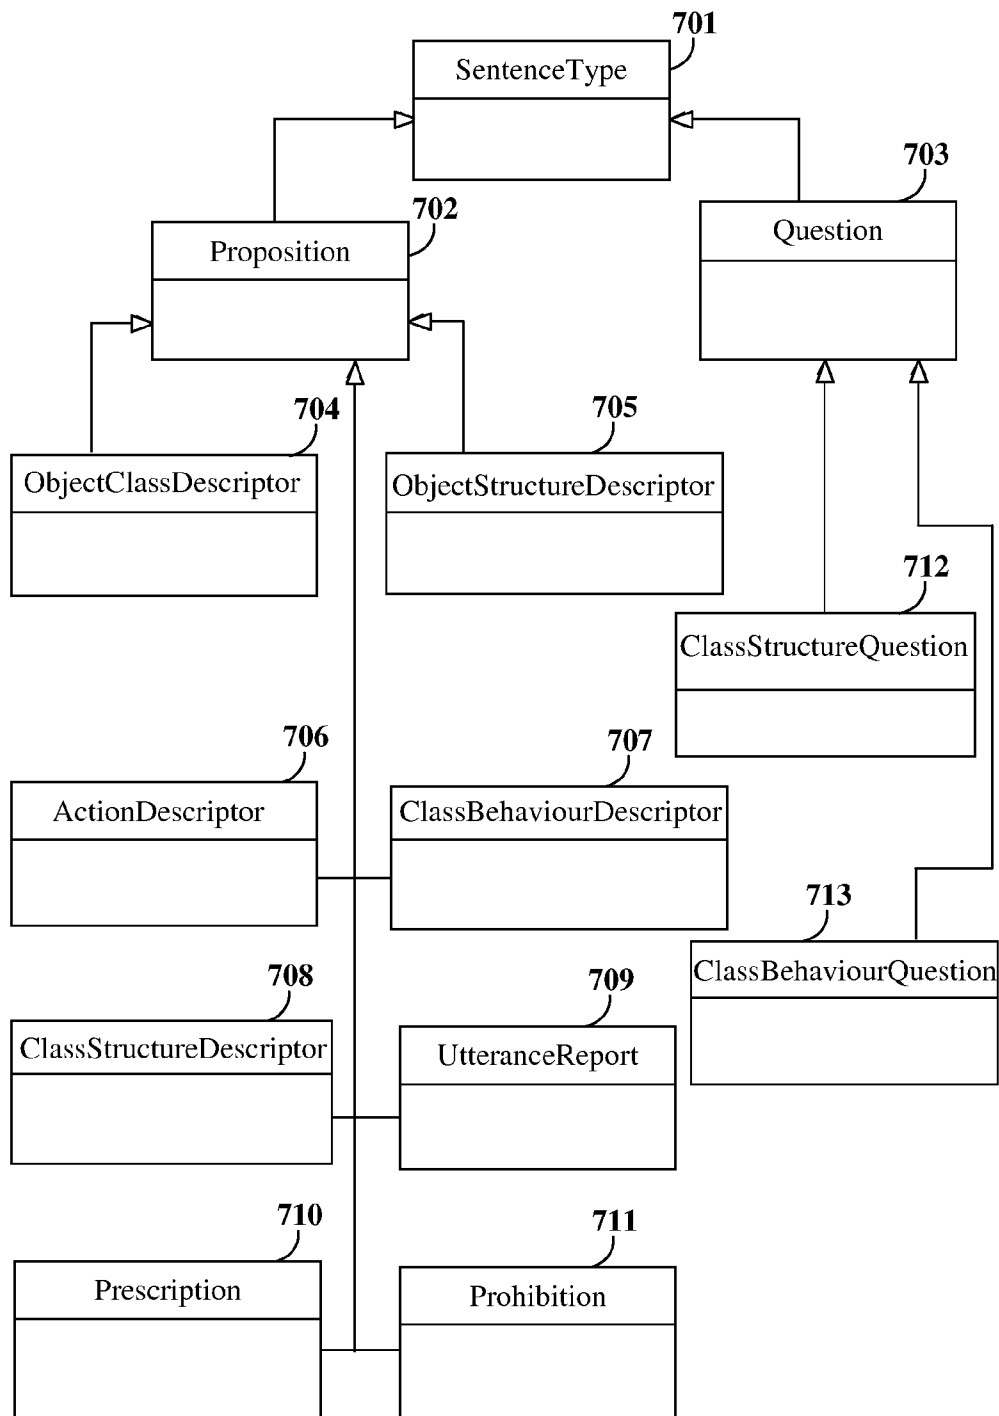 701
SentenceType
703
702
Question
Proposition
704
705
ObjectClassDescriptor
ObjectStructureDescriptor
712
ClassStructureQuestion
706
707
ActionDescriptor
ClassBehaviourDescriptor
713
ClassBehaviourQuestion
708
709
ClassStructureDescriptor
UtteranceReport
710
711
Prescription
Prohibition